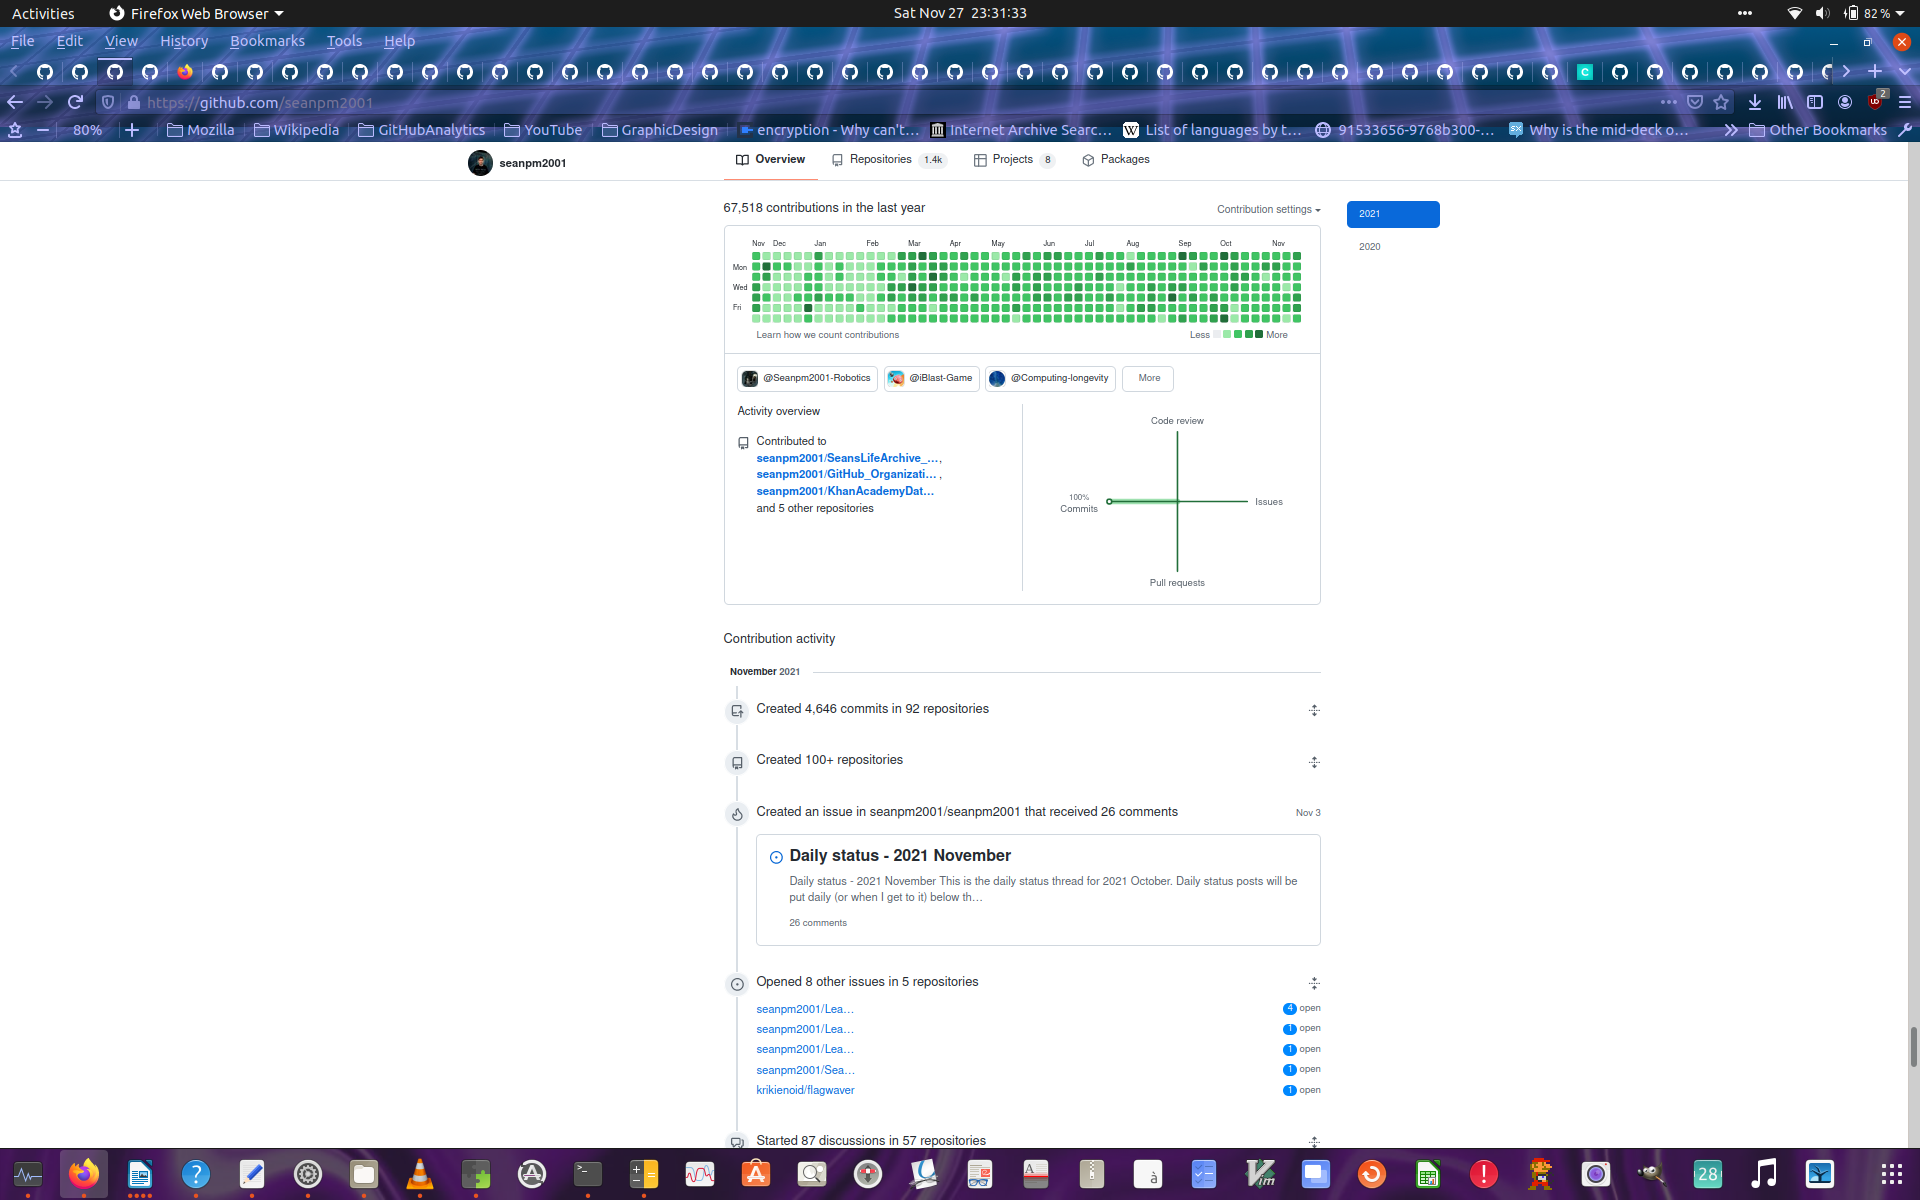 Activities
Firefox Web Browser
Sat Nov 27 23:31:33
82 %
File Edit View History Bookmarks Tools Help
C
https://github.com/seanpm2001
2
80%
Mozilla
Wikipedia
GitHubAnalytics
YouTube
GraphicDesign
encryption - Why can't…
Internet Archive Searc…
W
List of languages by t…
91533656-9768b300-…
Why is the mid-deck o…
Other Bookmarks
seanpm2001
Overview
Repositories 1.4k
Projects 8
Packages
67,518 contributions in the last year
Contribution settings
2021
2020
Nov Dec Jan Feb Mar Apr May Jun Jul Aug Sep Oct Nov
Mon
Wed
Fri
Learn how we count contributions
Less More
@Seanpm2001-Robotics
@iBlast-Game
@Computing-longevity
More
Activity overview
Contributed to
seanpm2001/SeansLifeArchive_…,
seanpm2001/GitHub_Organizati…,
seanpm2001/KhanAcademyDat…
and 5 other repositories
Code review
100%
Commits
Issues
Pull requests
Contribution activity
November 2021
Created 4,646 commits in 92 repositories
Created 100+ repositories
Created an issue in seanpm2001/seanpm2001 that received 26 comments
Nov 3
Daily status - 2021 November
Daily status - 2021 November This is the daily status thread for 2021 October. Daily status posts will be
put daily (or when I get to it) below th…
26 comments
Opened 8 other issues in 5 repositories
seanpm2001/Lea… 4 open
seanpm2001/Lea… 1 open
seanpm2001/Lea… 1 open
seanpm2001/Sea… 1 open
krikienoid/flagwaver 1 open
Started 87 discussions in 57 repositories
28